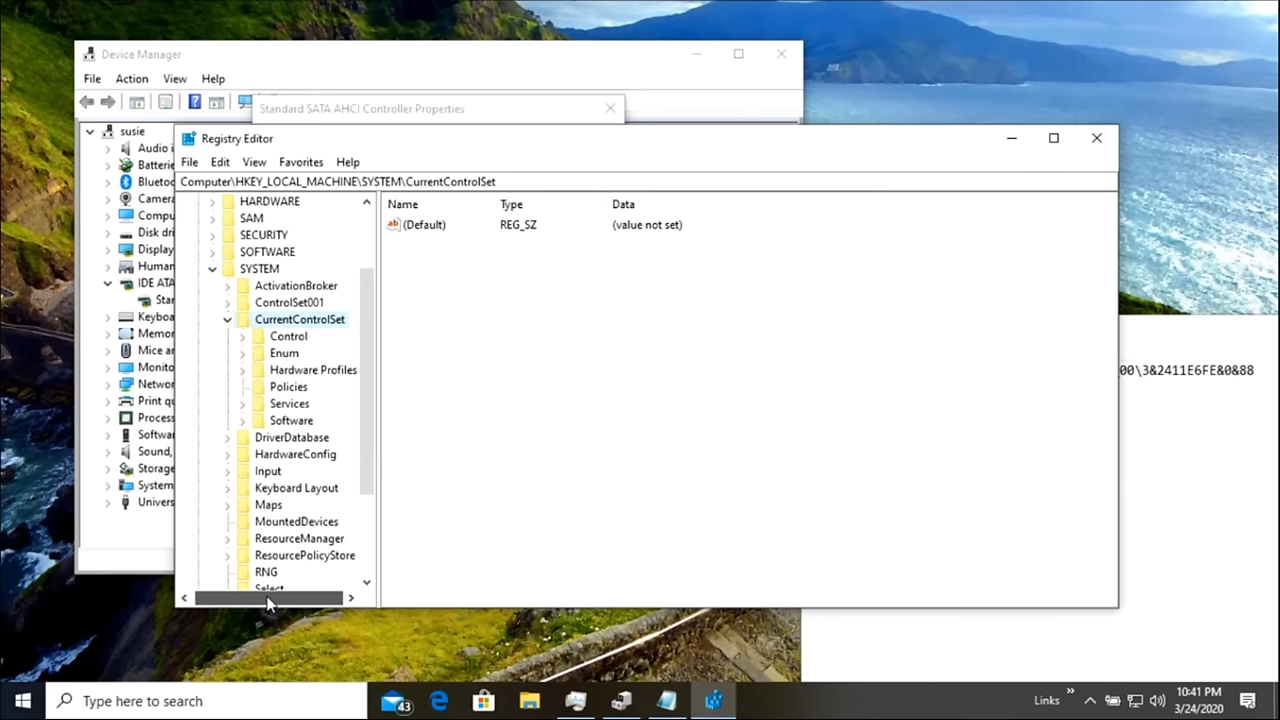 Device Manager
File Action View Help
Standard SATA AHCI Controller Properties
susie
Audio i
Batterie
Bluetoo
Camera
Compu
Disk dri
Display
Human
IDE ATA
Star
Keyboa
Memo
Mice ar
Monito
Networ
Print qu
Process
Softwa
Sound,
Storage
System
Univers
Registry Editor
File Edit View Favorites Help
Computer\HKEY_LOCAL_MACHINE\SYSTEM\CurrentControlSet
HARDWARE
SAM
SECURITY
SOFTWARE
SYSTEM
ActivationBroker
ControlSet001
CurrentControlSet
Control
Enum
Hardware Profiles
Policies
Services
Software
DriverDatabase
HardwareConfig
Input
Keyboard Layout
Maps
MountedDevices
ResourceManager
ResourcePolicyStore
RNG
Select
Name Type Data
ab (Default) REG_SZ (value not set)
00\3&2411E6FE&0&88
Type here to search
43
Links
10:41 PM
3/24/2020